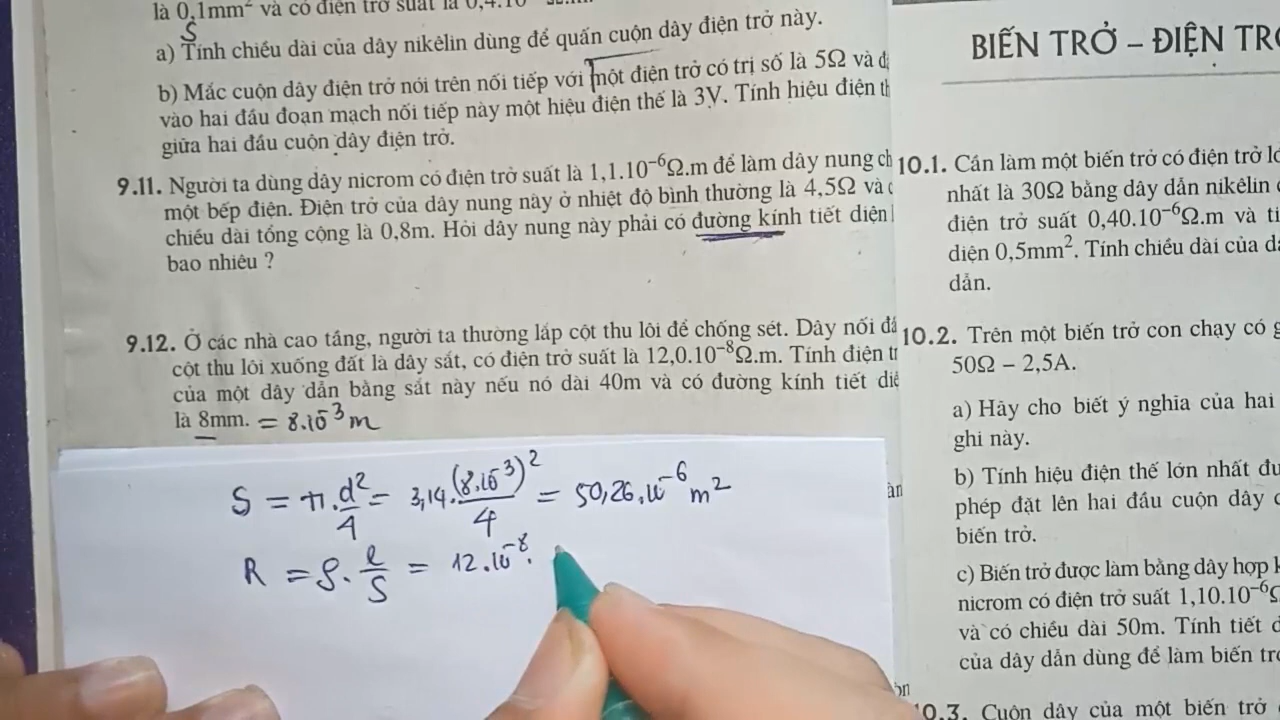 là 0,1mm² và có điện trở suất là 0,4.10
S
a) Tính chiều dài của dây nikêlin dùng để quấn cuộn dây điện trở này.
b) Mắc cuộn dây điện trở nói trên nối tiếp với một điện trở có trị số là 5Ω và
vào hai đầu đoạn mạch nối tiếp này một hiệu điện thế là 3V. Tính hiệu điện
giữa hai đầu cuộn dây điện trở.
9.11. Người ta dùng dây nicrom có điện trở suất là 1,1.10⁻⁶Ω.m để làm dây nung
một bếp điện. Điện trở của dây nung này ở nhiệt độ bình thường là 4,5Ω và
chiều dài tổng cộng là 0,8m. Hỏi dây nung này phải có đường kính tiết diện
bao nhiêu ?
9.12. Ở các nhà cao tầng, người ta thường lắp cột thu lôi để chống sét. Dây nối
cột thu lôi xuống đất là dây sắt, có điện trở suất là 12,0.10⁻⁸Ω.m. Tính điện
của một dây dẫn bằng sắt này nếu nó dài 40m và có đường kính tiết
là 8mm. = 8.10⁻³m
S = π.d²/4 = 3,14.(8.10⁻³)²/4 = 50,26.10⁻⁶m²
R = ρ.l/S = 12.10⁻⁸.
BIẾN TRỞ – ĐIỆN
10.1. Cần làm một biến trở có điện trở
nhất là 30Ω bằng dây dẫn nikêlin
điện trở suất 0,40.10⁻⁶Ω.m và
diện 0,5mm². Tính chiều dài của
dẫn.
10.2. Trên một biến trở con chạy có
50Ω – 2,5A.
a) Hãy cho biết ý nghĩa của hai
ghi này.
b) Tính hiệu điện thế lớn nhất
phép đặt lên hai đầu cuộn dây
biến trở.
c) Biến trở được làm bằng dây hợp
nicrom có điện trở suất 1,10.10⁻⁶
và có chiều dài 50m. Tính tiết
của dây dẫn dùng để làm biến
10.3. Cuộn dây của một biến trở